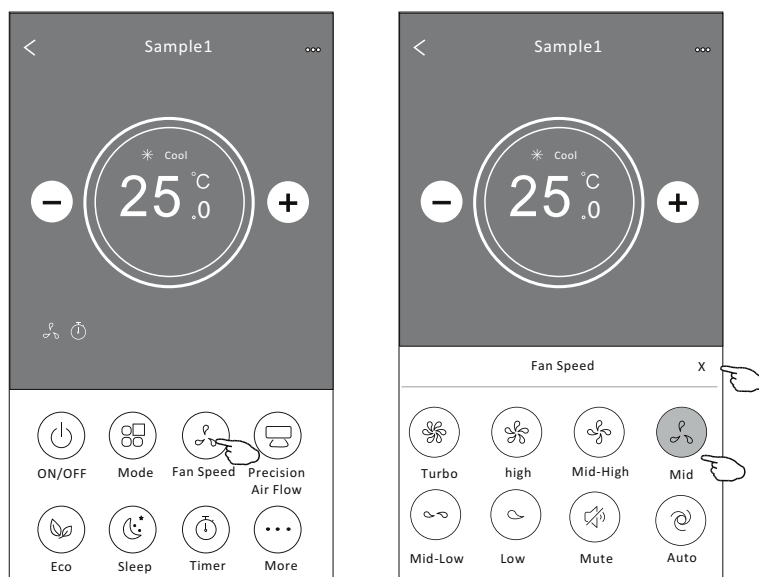 Sample1
Cool
25.0 °C
ON/OFF
Mode
Fan Speed
Precision
Air Flow
Eco
Sleep
Timer
More
Sample1
Cool
25.0 °C
Fan Speed
X
Turbo
high
Mid-High
Mid
Mid-Low
Low
Mute
Auto